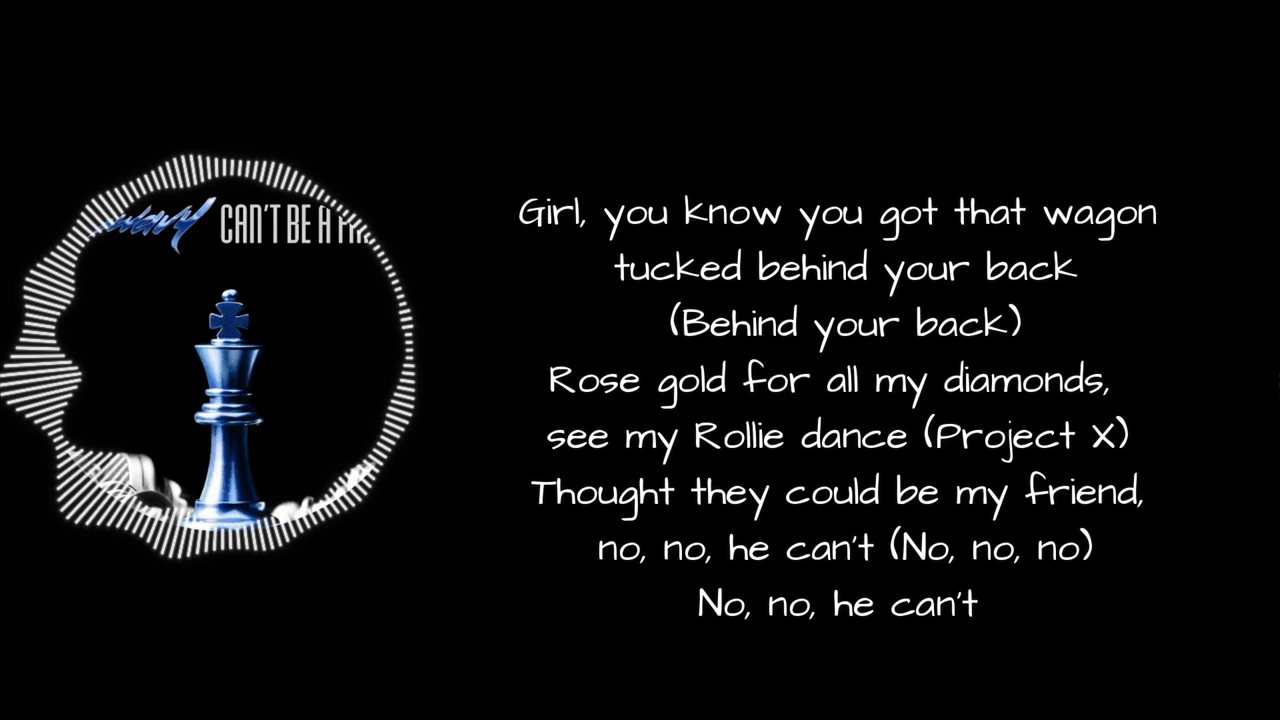 wavy CAN'T BE A
Girl, you know you got that wagon
tucked behind your back
(Behind your back)
Rose gold for all my diamonds,
see my Rollie dance (Project X)
Thought they could be my friend,
no, no, he can't (No, no, no)
No, no, he can't